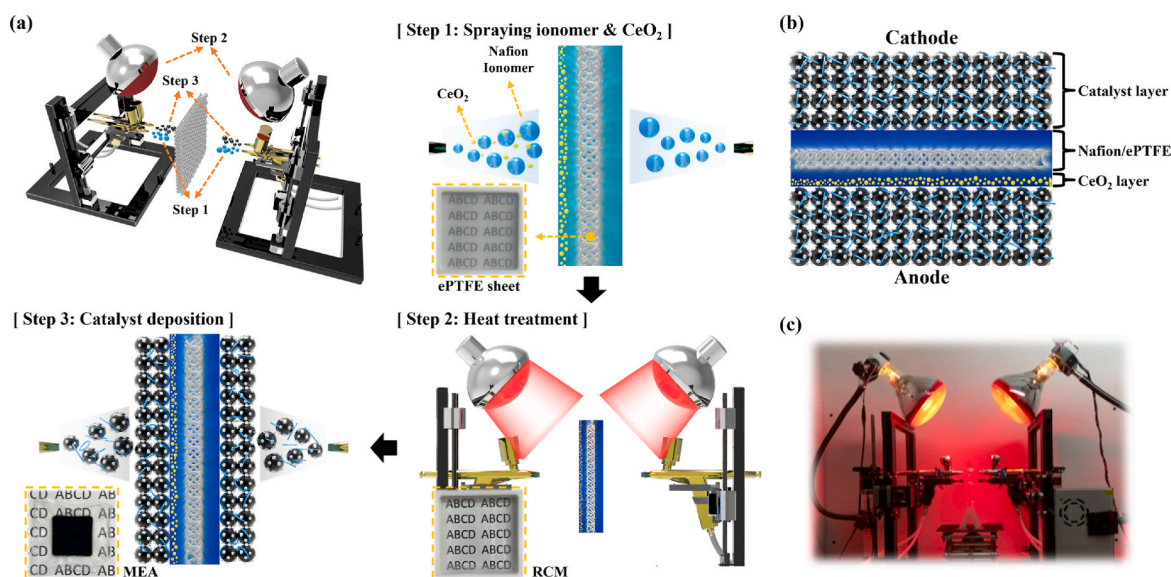 (a)
Step 2
Step 3
Step 1
[ Step 1: Spraying ionomer & CeO₂ ]
Nafion
Ionomer
CeO₂
ABCD ABCD
ABCD ABCD
ABCD ABCD
ABCD ABCD
ABCD ABCD
ePTFE sheet
(b)
Cathode
Catalyst layer
Nafion/ePTFE
CeO₂ layer
Anode
[ Step 3: Catalyst deposition ]
CD ABCD AB
CD AB
CD AB
CD AB
CD ABCD AB
MEA
[ Step 2: Heat treatment ]
ABCD ABCD
ABCD ABCD
ABCD ABCD
ABCD ABCD
ABCD ABCD
RCM
(c)